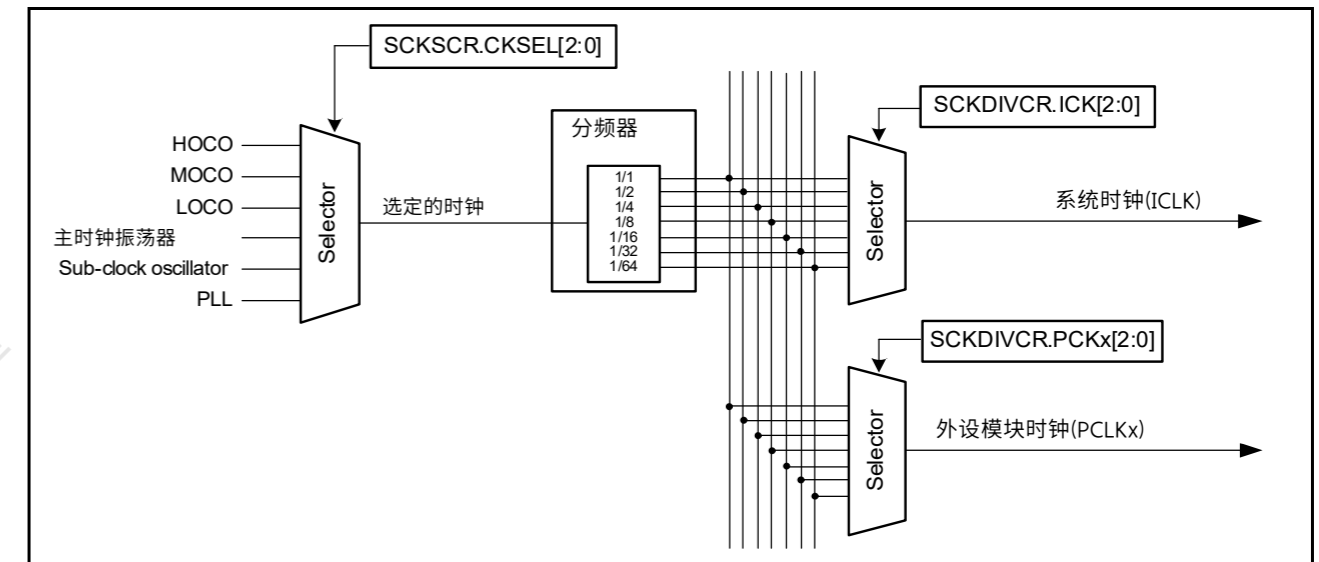 SCKSCR.CKSEL[2:0]
HOCO
MOCO
LOCO
主时钟振荡器
Sub-clock oscillator
PLL
Selector
选定的时钟
分频器
1/1
1/2
1/4
1/8
1/16
1/32
1/64
SCKDIVCR.ICK[2:0]
Selector
系统时钟(ICLK)
SCKDIVCR.PCKx[2:0]
Selector
外设模块时钟(PCLKx)